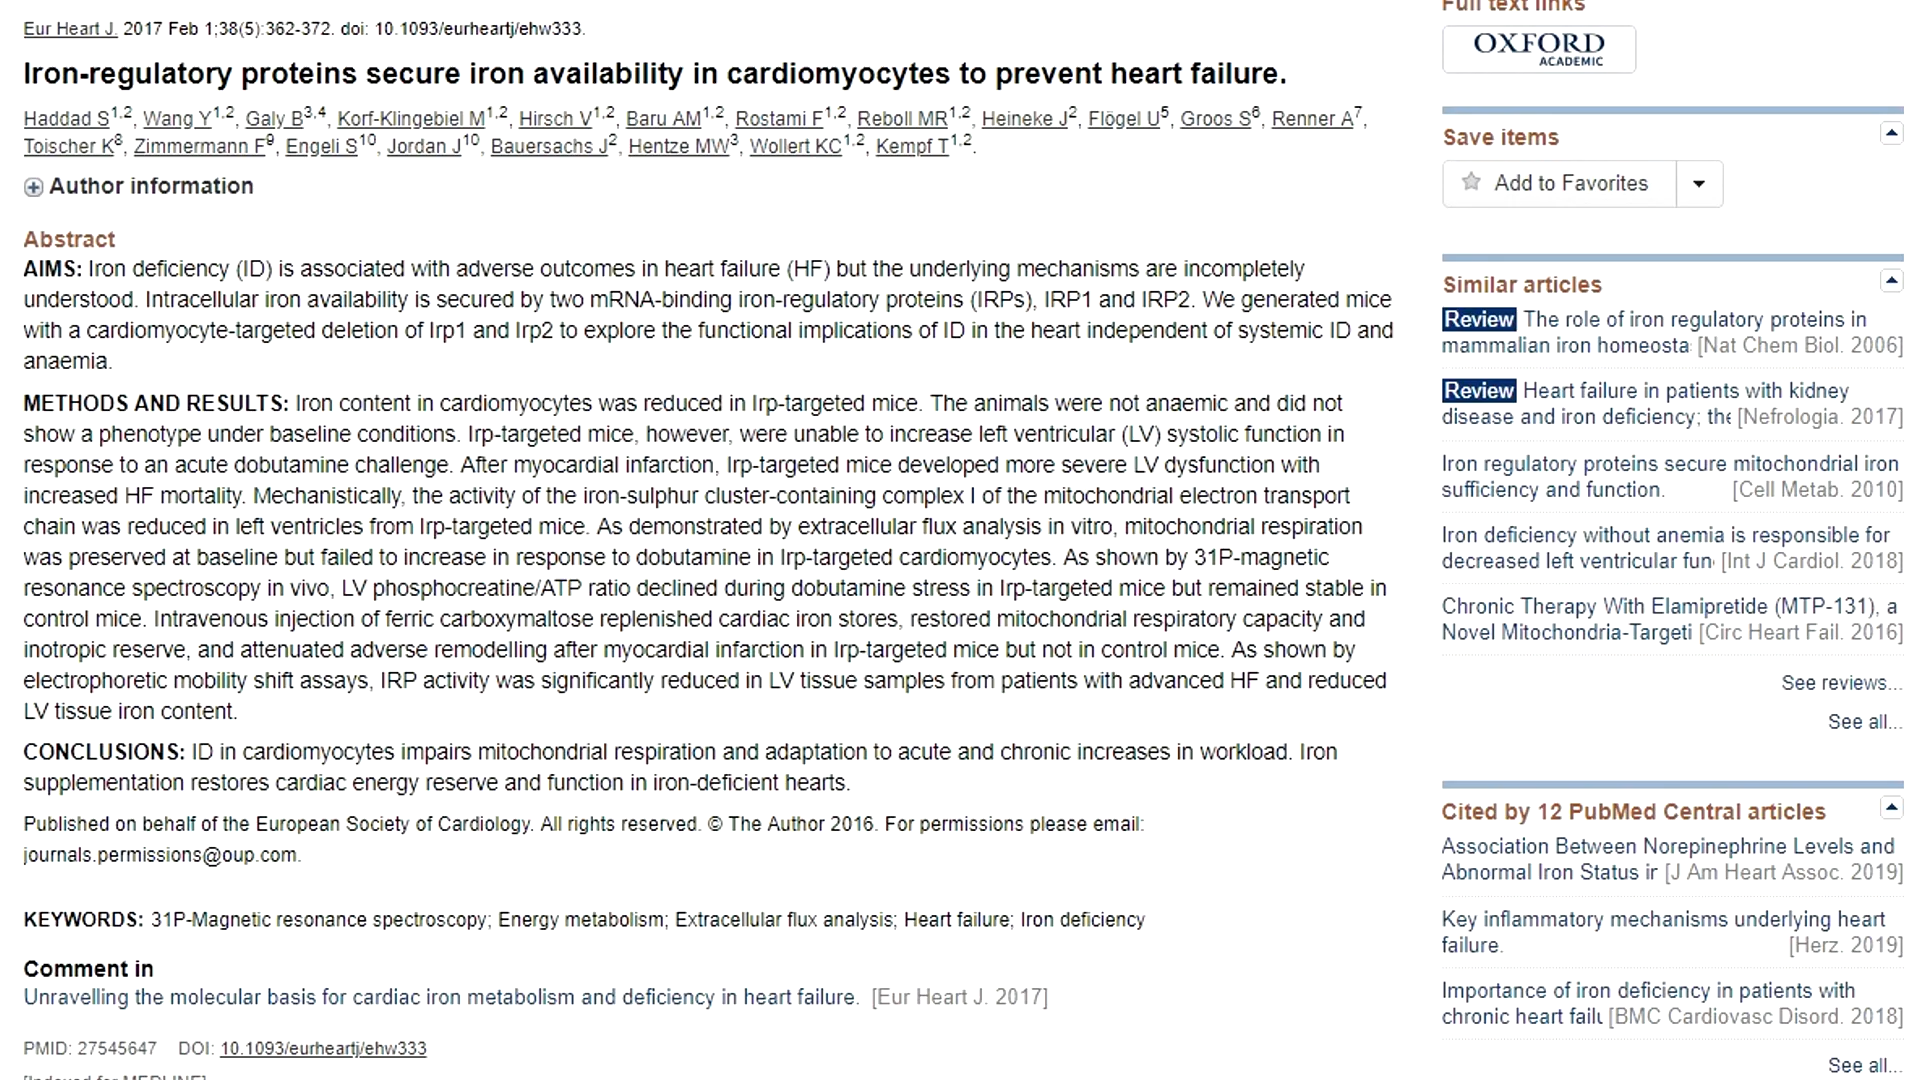 Eur Heart J. 2017 Feb 1;38(5):362-372. doi: 10.1093/eurheartj/ehw333.
Iron-regulatory proteins secure iron availability in cardiomyocytes to prevent heart failure.
Haddad S1,2, Wang Y1,2, Galy B3,4, Korf-Klingebiel M1,2, Hirsch V1,2, Baru AM1,2, Rostami F1,2, Reboll MR1,2, Heineke J2, Flögel U5, Groos S6, Renner A7,
Toischer K8, Zimmermann F9, Engeli S10, Jordan J10, Bauersachs J2, Hentze MW3, Wollert KC1,2, Kempf T1,2.
Author information
Abstract
AIMS: Iron deficiency (ID) is associated with adverse outcomes in heart failure (HF) but the underlying mechanisms are incompletely
understood. Intracellular iron availability is secured by two mRNA-binding iron-regulatory proteins (IRPs), IRP1 and IRP2. We generated mice
with a cardiomyocyte-targeted deletion of Irp1 and Irp2 to explore the functional implications of ID in the heart independent of systemic ID and
anaemia.
METHODS AND RESULTS: Iron content in cardiomyocytes was reduced in Irp-targeted mice. The animals were not anaemic and did not
show a phenotype under baseline conditions. Irp-targeted mice, however, were unable to increase left ventricular (LV) systolic function in
response to an acute dobutamine challenge. After myocardial infarction, Irp-targeted mice developed more severe LV dysfunction with
increased HF mortality. Mechanistically, the activity of the iron-sulphur cluster-containing complex I of the mitochondrial electron transport
chain was reduced in left ventricles from Irp-targeted mice. As demonstrated by extracellular flux analysis in vitro, mitochondrial respiration
was preserved at baseline but failed to increase in response to dobutamine in Irp-targeted cardiomyocytes. As shown by 31P-magnetic
resonance spectroscopy in vivo, LV phosphocreatine/ATP ratio declined during dobutamine stress in Irp-targeted mice but remained stable in
control mice. Intravenous injection of ferric carboxymaltose replenished cardiac iron stores, restored mitochondrial respiratory capacity and
inotropic reserve, and attenuated adverse remodelling after myocardial infarction in Irp-targeted mice but not in control mice. As shown by
electrophoretic mobility shift assays, IRP activity was significantly reduced in LV tissue samples from patients with advanced HF and reduced
LV tissue iron content.
CONCLUSIONS: ID in cardiomyocytes impairs mitochondrial respiration and adaptation to acute and chronic increases in workload. Iron
supplementation restores cardiac energy reserve and function in iron-deficient hearts.
Published on behalf of the European Society of Cardiology. All rights reserved. © The Author 2016. For permissions please email:
journals.permissions@oup.com.
KEYWORDS: 31P-Magnetic resonance spectroscopy; Energy metabolism; Extracellular flux analysis; Heart failure; Iron deficiency
Comment in
Unravelling the molecular basis for cardiac iron metabolism and deficiency in heart failure. [Eur Heart J. 2017]
PMID: 27545647 DOI: 10.1093/eurheartj/ehw333
[Indexed for MEDLINE]
Full text links
OXFORD
ACADEMIC
Save items
Add to Favorites
Similar articles
Review The role of iron regulatory proteins in
mammalian iron homeosta [Nat Chem Biol. 2006]
Review Heart failure in patients with kidney
disease and iron deficiency; the [Nefrologia. 2017]
Iron regulatory proteins secure mitochondrial iron
sufficiency and function. [Cell Metab. 2010]
Iron deficiency without anemia is responsible for
decreased left ventricular fun [Int J Cardiol. 2018]
Chronic Therapy With Elamipretide (MTP-131), a
Novel Mitochondria-Targeti [Circ Heart Fail. 2016]
See reviews...
See all...
Cited by 12 PubMed Central articles
Association Between Norepinephrine Levels and
Abnormal Iron Status ir [J Am Heart Assoc. 2019]
Key inflammatory mechanisms underlying heart
failure. [Herz. 2019]
Importance of iron deficiency in patients with
chronic heart failu [BMC Cardiovasc Disord. 2018]
See all...